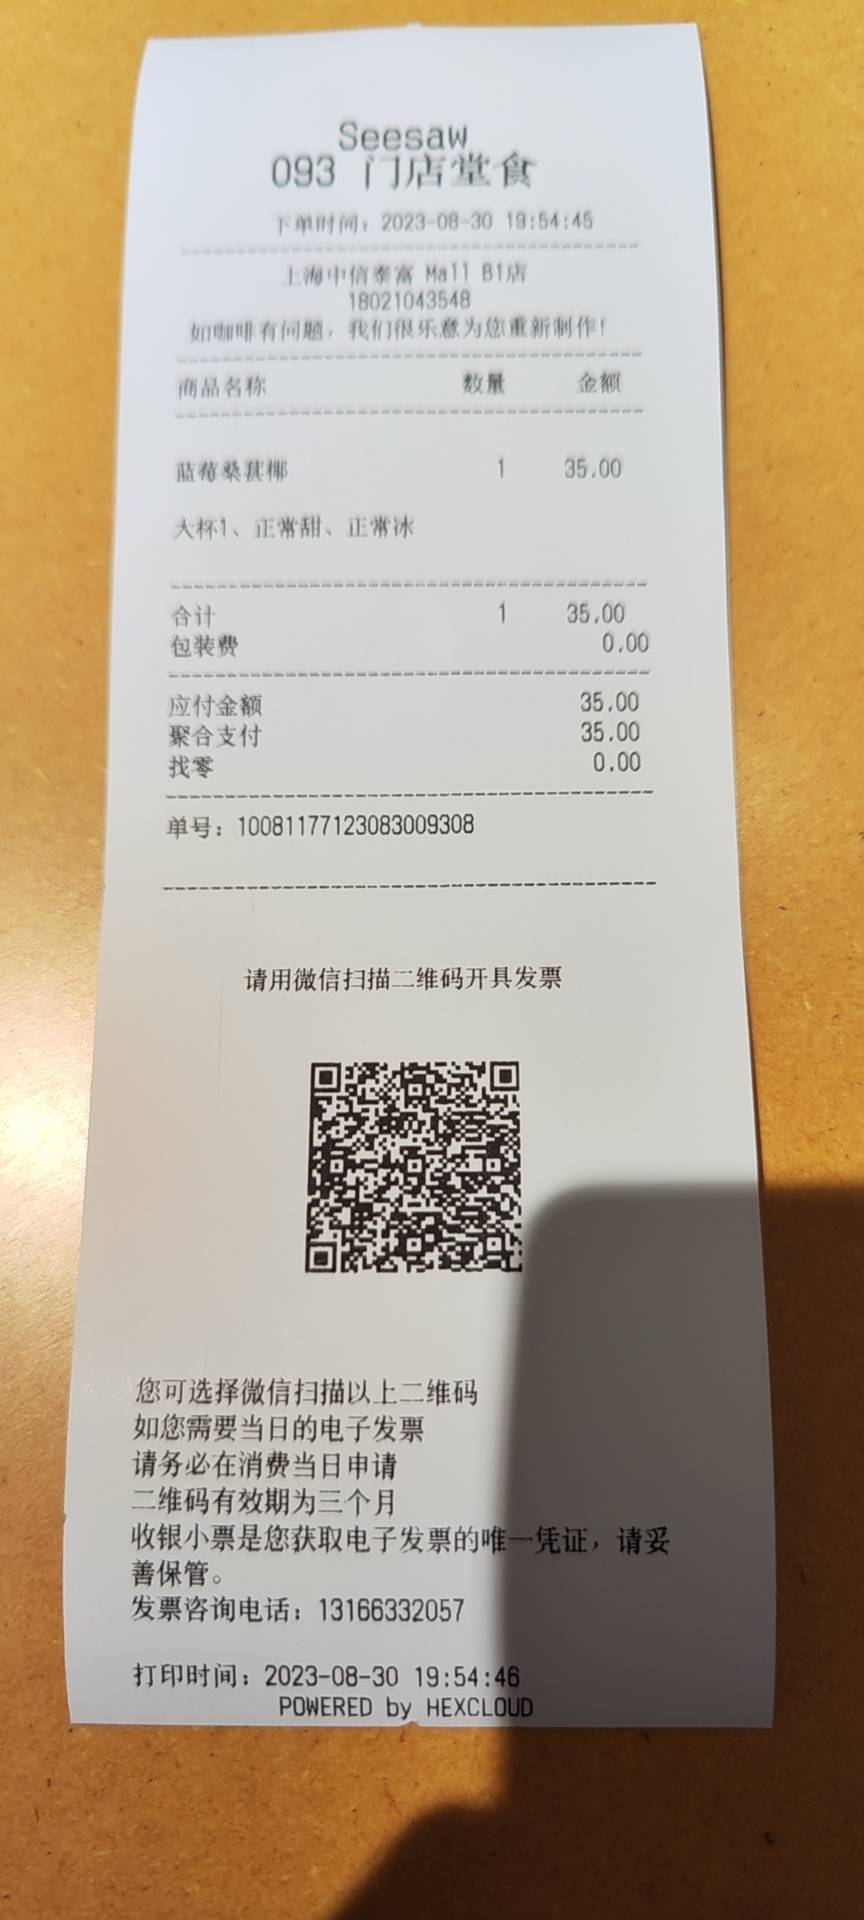 Seesaw
093 门店堂食
下单时间：2023-08-30 19:54:45
上海中信泰富 Mall B1店
18021043548
如咖啡有问题，我们很乐意为您重新制作！
商品名称 数量 金额
蓝莓桑葚椰 1 35.00
大杯1、正常甜、正常冰
合计 1 35.00
包装费 0.00
应付金额 35.00
聚合支付 35.00
找零 0.00
单号：10081177123083009308
请用微信扫描二维码开具发票
您可选择微信扫描以上二维码
如您需要当日的电子发票
请务必在消费当日申请
二维码有效期为三个月
收银小票是您获取电子发票的唯一凭证，请妥
善保管。
发票咨询电话：13166332057
打印时间：2023-08-30 19:54:46
POWERED by HEXCLOUD